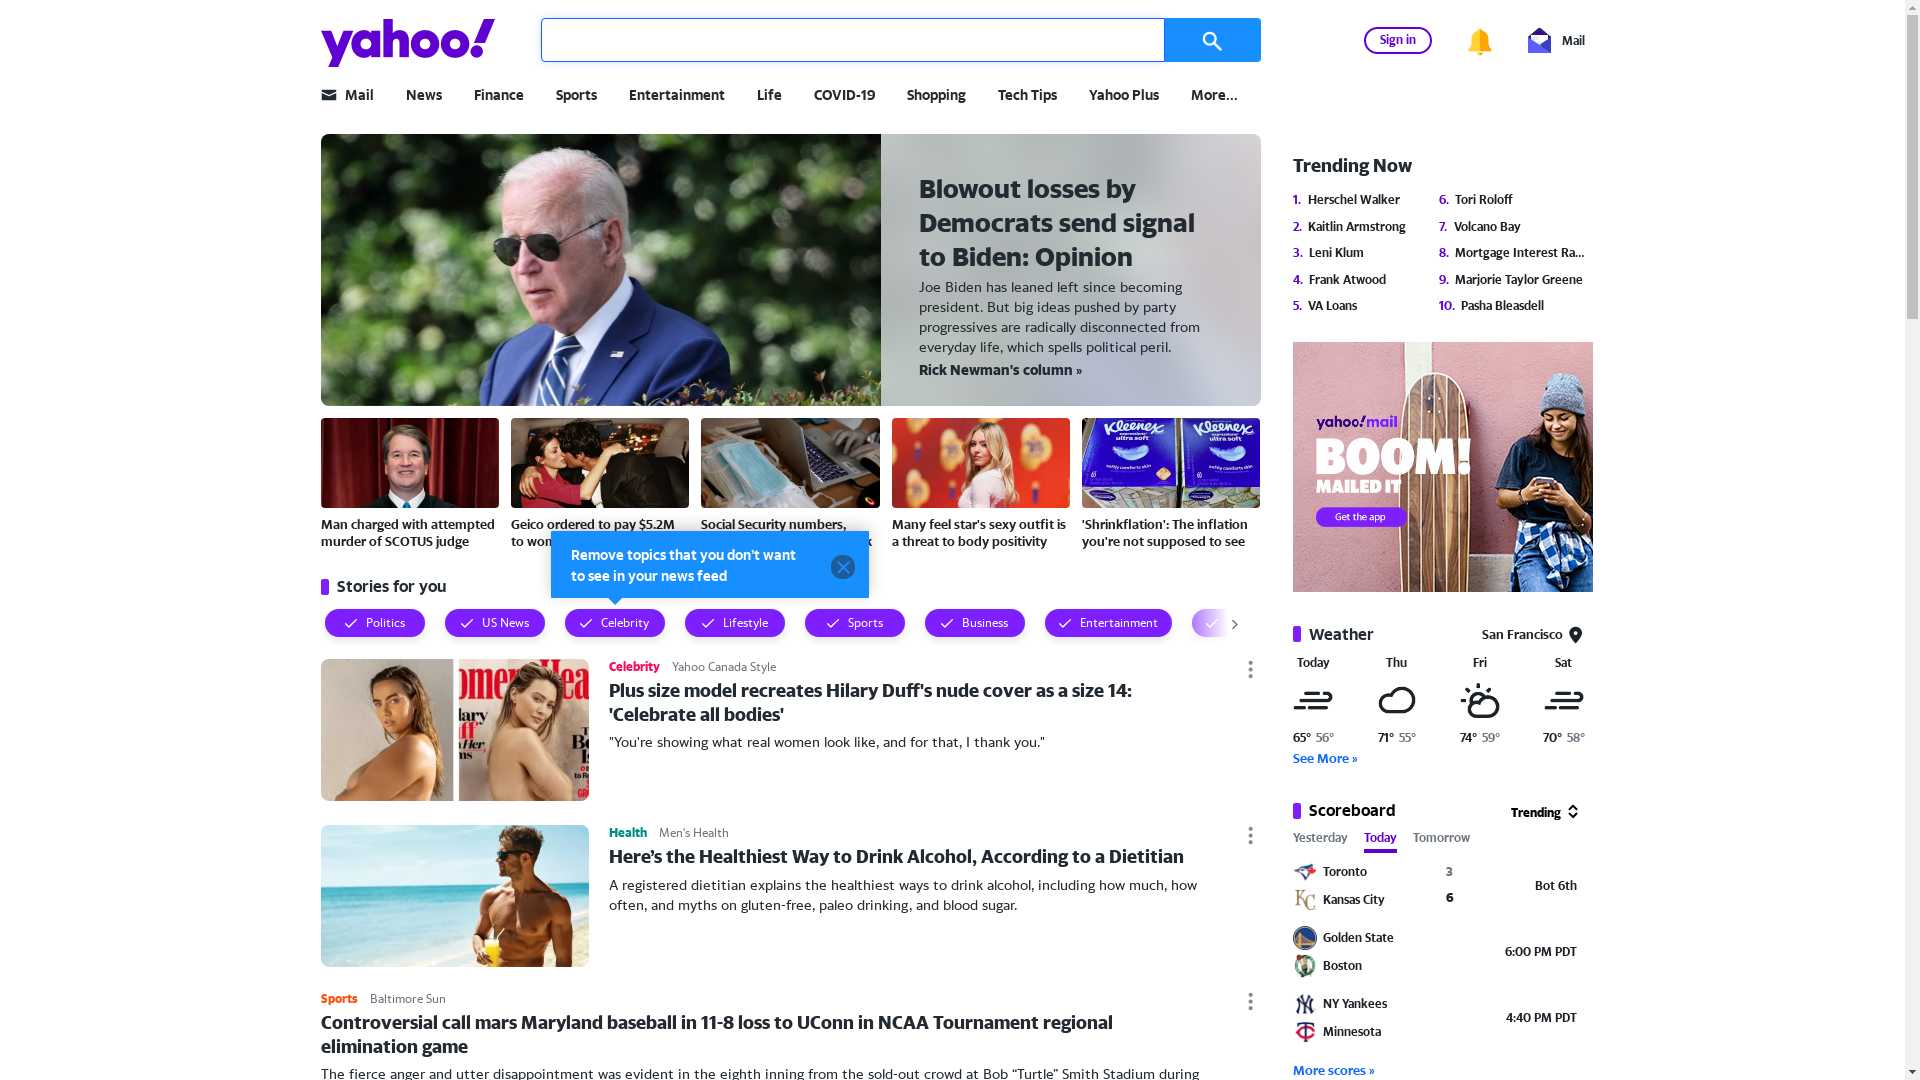 yahoo!
Sign in
Mail
Mail
News
Finance
Sports
Entertainment
Life
COVID-19
Shopping
Tech Tips
Yahoo Plus
More...
Blowout losses by
Democrats send signal
to Biden: Opinion
Joe Biden has leaned left since becoming
president. But big ideas pushed by party
progressives are radically disconnected from
everyday life, which spells political peril.
Rick Newman's column »
Man charged with attempted
murder of SCOTUS judge
Geico ordered to pay $5.2M
to
Social Security numbers,
Many feel star's sexy outfit is
a threat to body positivity
Kleenex
expressions
ultra soft
Kleenex
ultra soft
'Shrinkflation': The inflation
you're not supposed to see
Remove topics that you don't want
to see in your news feed
Stories for you
Politics
US News
Celebrity
Lifestyle
Sports
Business
Entertainment
Celebrity
Yahoo Canada Style
Plus size model recreates Hilary Duff's nude cover as a size 14:
'Celebrate all bodies'
"You're showing what real women look like, and for that, I thank you."
Health
Men's Health
Here’s the Healthiest Way to Drink Alcohol, According to a Dietitian
A registered dietitian explains the healthiest ways to drink alcohol, including how much, how
often, and myths on gluten-free, paleo drinking, and blood sugar.
Sports
Baltimore Sun
Controversial call mars Maryland baseball in 11-8 loss to UConn in NCAA Tournament regional
elimination game
The fierce anger and utter disappointment was evident in the eighth inning from the sold-out crowd at Bob “Turtle” Smith Stadium during
Trending Now
1. Herschel Walker
2. Kaitlin Armstrong
3. Leni Klum
4. Frank Atwood
5. VA Loans
6. Tori Roloff
7. Volcano Bay
8. Mortgage Interest Ra...
9. Marjorie Taylor Greene
10. Pasha Bleasdell
yahoo!mail
BOOM!
MAILED IT
Get the app
Weather
San Francisco
Today
Thu
Fri
Sat
65° 56°
71° 55°
74° 59°
70° 58°
See More »
Scoreboard
Trending
Yesterday
Today
Tomorrow
Toronto 3
Kansas City 6
Bot 6th
Golden State
Boston
6:00 PM PDT
NY Yankees
Minnesota
4:40 PM PDT
More scores »